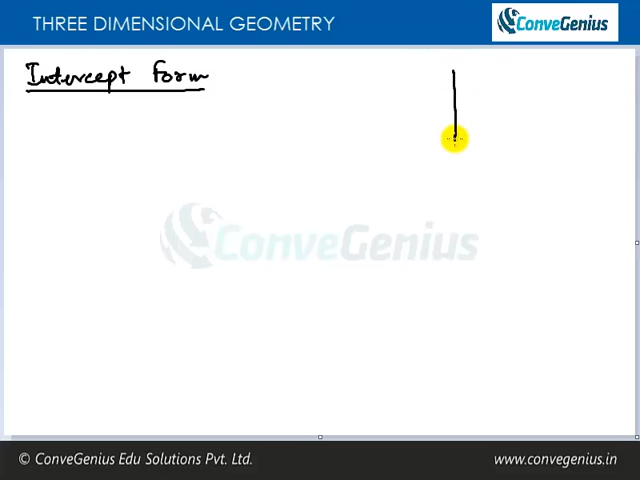 THREE DIMENSIONAL GEOMETRY
ConveGenius
Intercept Form
ConveGenius
© ConveGenius Edu Solutions Pvt. Ltd.
www.convegenius.in